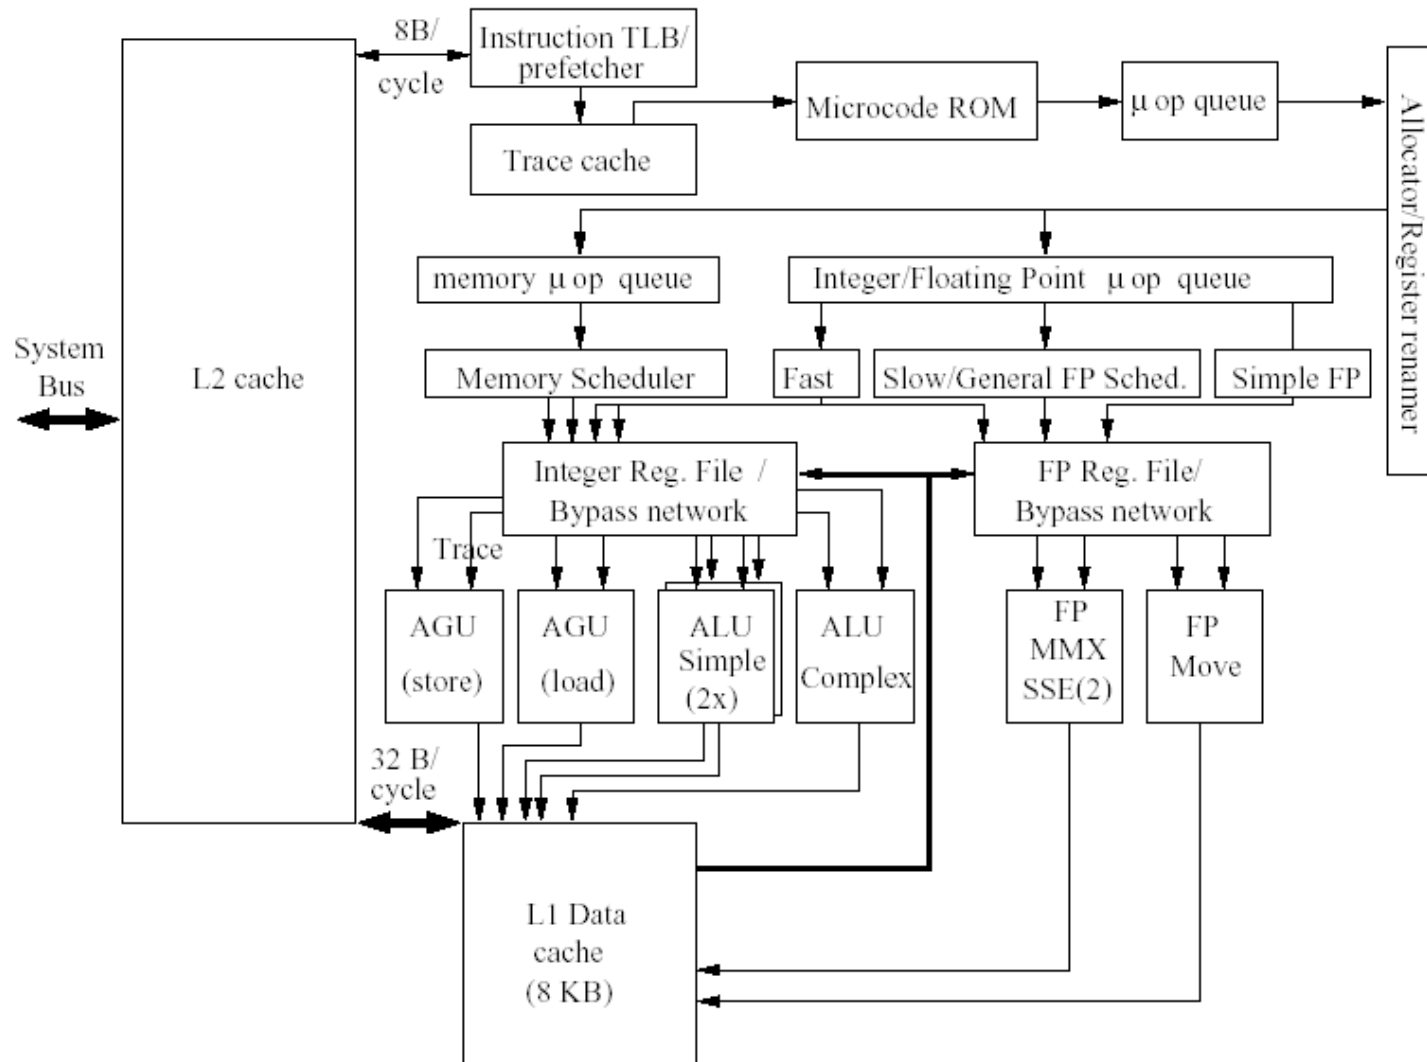 8B/
cycle
Instruction TLB/
prefetcher
Trace cache
Microcode ROM
μ op queue
Allocator/Register renamer
memory μ op queue
Integer/Floating Point μ op queue
System
Bus
L2 cache
Memory Scheduler
Fast
Slow/General FP Sched.
Simple FP
Integer Reg. File /
Bypass network
FP Reg. File/
Bypass network
Trace
AGU
(store)
AGU
(load)
ALU
Simple
(2x)
ALU
Complex
FP
MMX
SSE(2)
FP
Move
32 B/
cycle
L1 Data
cache
(8 KB)